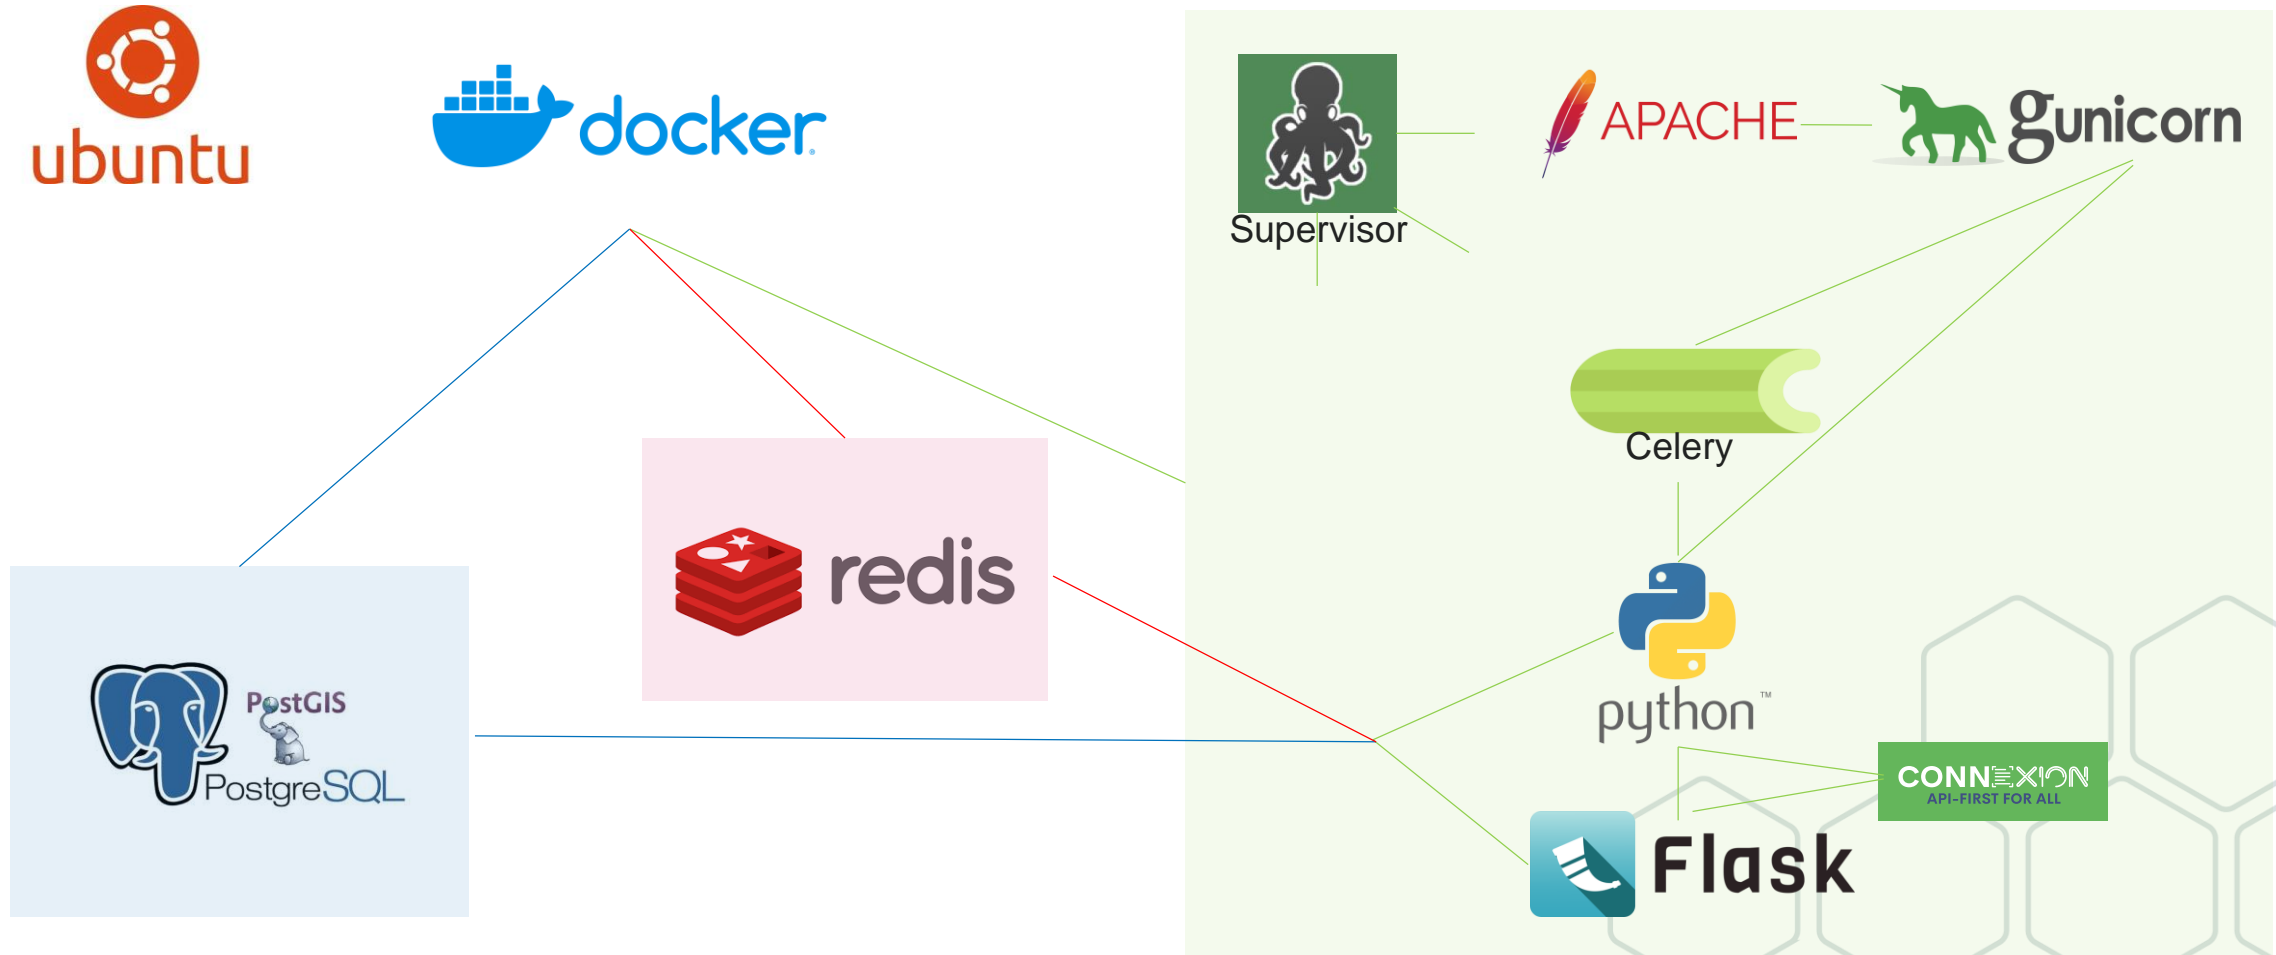 ubuntu
docker
Supervisor
APACHE
gunicorn
Celery
redis
PostGIS
PostgreSQL
python™
CONNEXION
API-FIRST FOR ALL
Flask